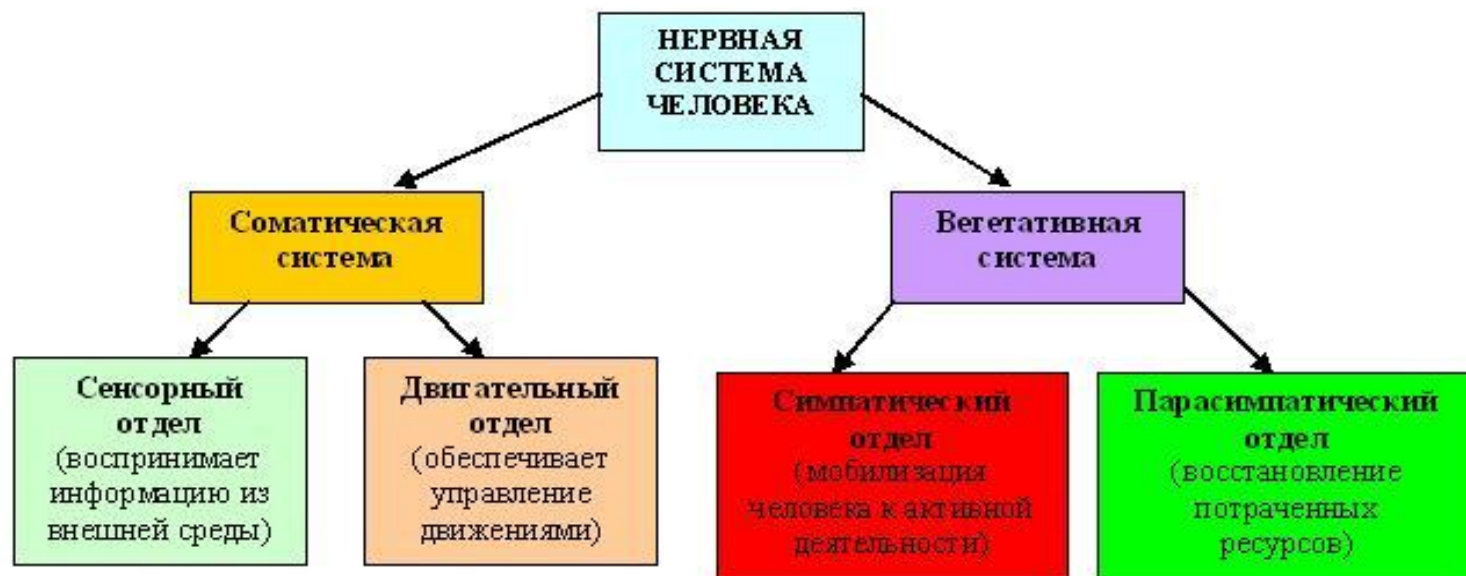 НЕРВНАЯ
СИСТЕМА
ЧЕЛОВЕКА
Соматическая
система
Вегетативная
система
Сенсорный
отдел
(воспринимает
информацию из
внешней среды)
Двигательный
отдел
(обеспечивает
управление
движениями)
Симпатический
отдел
(мобилизация
человека к активной
деятельности)
Парасимпатический
отдел
(восстановление
потраченных
ресурсов)